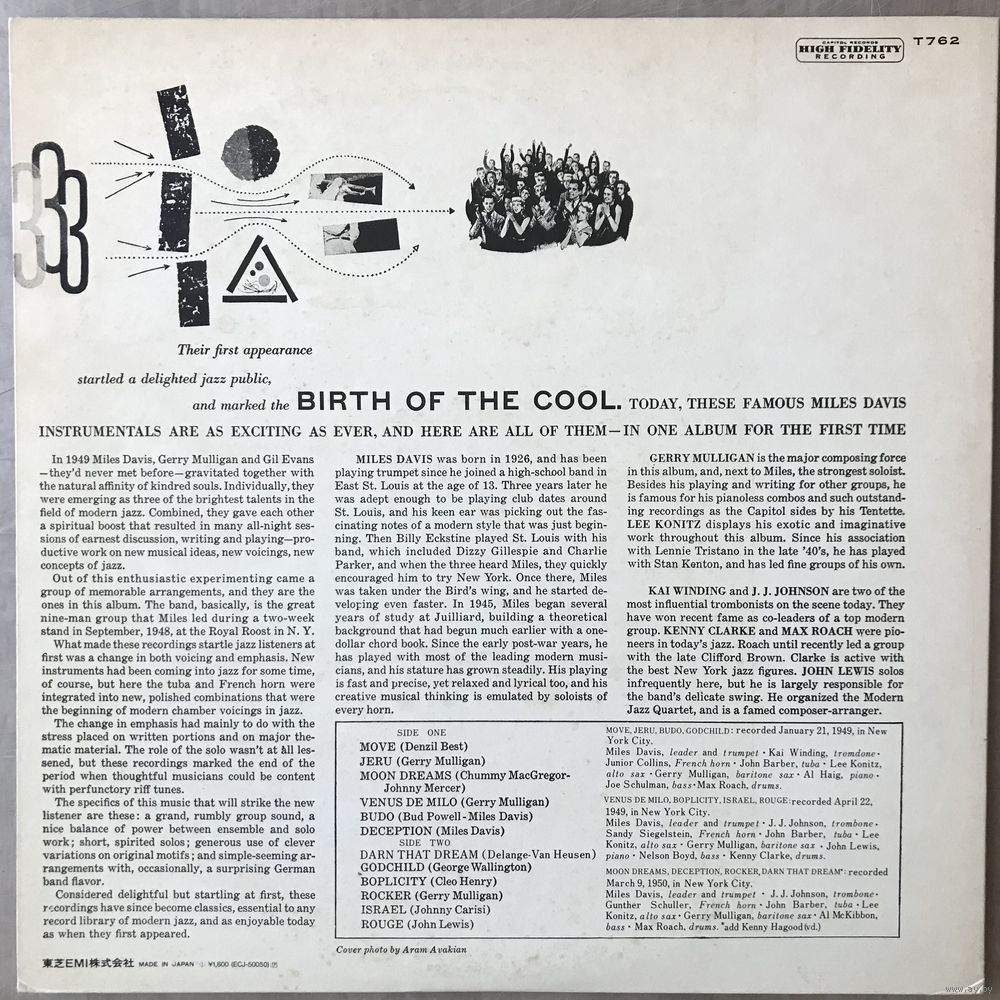 CAPITOL RECORDS
HIGH FIDELITY
RECORDING
T762
333
Their first appearance
startled a delighted jazz public,
and marked the BIRTH OF THE COOL. TODAY, THESE FAMOUS MILES DAVIS
INSTRUMENTALS ARE AS EXCITING AS EVER, AND HERE ARE ALL OF THEM—IN ONE ALBUM FOR THE FIRST TIME
In 1949 Miles Davis, Gerry Mulligan and Gil Evans
—they'd never met before—gravitated together with
the natural affinity of kindred souls. Individually, they
were emerging as three of the brightest talents in the
field of modern jazz. Combined, they gave each other
a spiritual boost that resulted in many all-night ses-
sions of earnest discussion, writing and playing—pro-
ductive work on new musical ideas, new voicings, new
concepts of jazz.
Out of this enthusiastic experimenting came a
group of memorable arrangements, and they are the
ones in this album. The band, basically, is the great
nine-man group that Miles led during a two-week
stand in September, 1948, at the Royal Roost in N. Y.
What made these recordings startle jazz listeners at
first was a change in both voicing and emphasis. New
instruments had been coming into jazz for some time,
of course, but here the tuba and French horn were
integrated into new, polished combinations that were
the beginning of modern chamber voicings in jazz.
The change in emphasis had mainly to do with the
stress placed on written portions and on major the-
matic material. The role of the solo wasn't at all les-
sened, but these recordings marked the end of the
period when thoughtful musicians could be content
with perfunctory riff tunes.
The specifics of this music that will strike the new
listener are these: a grand, rumbly group sound, a
nice balance of power between ensemble and solo
work; short, spirited solos; generous use of clever
variations on original motifs; and simple-seeming ar-
rangements with, occasionally, a surprising German
band flavor.
Considered delightful but startling at first, these
recordings have since become classics, essential to any
record library of modern jazz, and as enjoyable today
as when they first appeared.
MILES DAVIS was born in 1926, and has been
playing trumpet since he joined a high-school band in
East St. Louis at the age of 13. Three years later he
was adept enough to be playing club dates around
St. Louis, and his keen ear was picking out the fas-
cinating notes of a modern style that was just begin-
ning. Then Billy Eckstine played St. Louis with his
band, which included Dizzy Gillespie and Charlie
Parker, and when the three heard Miles, they quickly
encouraged him to try New York. Once there, Miles
was taken under the Bird's wing, and he started de-
veloping even faster. In 1945, Miles began several
years of study at Juilliard, building a theoretical
background that had begun much earlier with a one-
dollar chord book. Since the early post-war years, he
has played with most of the leading modern musi-
cians, and his stature has grown steadily. His playing
is fast and precise, yet relaxed and lyrical too, and his
creative musical thinking is emulated by soloists of
every horn.
GERRY MULLIGAN is the major composing force
in this album, and, next to Miles, the strongest soloist.
Besides his playing and writing for other groups, he
is famous for his pianoless combos and such outstand-
ing recordings as the Capitol sides by his Tentette.
LEE KONITZ displays his exotic and imaginative
work throughout this album. Since his association
with Lennie Tristano in the late '40's, he has played
with Stan Kenton, and has led fine groups of his own.
KAI WINDING and J. J. JOHNSON are two of the
most influential trombonists on the scene today. They
have won recent fame as co-leaders of a top modern
group. KENNY CLARKE and MAX ROACH were pio-
neers in today's jazz. Roach until recently led a group
with the late Clifford Brown. Clarke is active with
the best New York jazz figures. JOHN LEWIS solos
infrequently here, but he is largely responsible for
the band's delicate swing. He organized the Modern
Jazz Quartet, and is a famed composer-arranger.
SIDE ONE
MOVE (Denzil Best)
JERU (Gerry Mulligan)
MOON DREAMS (Chummy MacGregor-
Johnny Mercer)
VENUS DE MILO (Gerry Mulligan)
BUDO (Bud Powell-Miles Davis)
DECEPTION (Miles Davis)
SIDE TWO
DARN THAT DREAM (Delange-Van Heusen)
GODCHILD (George Wallington)
BOPLICITY (Cleo Henry)
ROCKER (Gerry Mulligan)
ISRAEL (Johnny Carisi)
ROUGE (John Lewis)
MOVE, JERU, BUDO, GODCHILD: recorded January 21, 1949, in New
York City.
Miles Davis, leader and trumpet • Kai Winding, tromdone •
Junior Collins, French horn • John Barber, tuba • Lee Konitz,
alto sax • Gerry Mulligan, baritone sax • Al Haig, piano •
Joe Schulman, bass • Max Roach, drums.
VENUS DE MILO, BOPLICITY, ISRAEL, ROUGE: recorded April 22,
1949, in New York City.
Miles Davis, leader and trumpet • J. J. Johnson, trombone •
Sandy Siegelstein, French horn • John Barber, tuba • Lee
Konitz, alto sax • Gerry Mulligan, baritone sax • John Lewis,
piano • Nelson Boyd, bass • Kenny Clarke, drums.
MOON DREAMS, DECEPTION, ROCKER, DARN THAT DREAM*: recorded
March 9, 1950, in New York City.
Miles Davis, leader and trumpet • J. J. Johnson, trombone •
Gunther Schuller, French horn • John Barber, tuba • Lee
Konitz, alto sax • Gerry Mulligan, baritone sax • Al McKibbon,
bass • Max Roach, drums. *add Kenny Hagood (vd.)
Cover photo by Aram Avakian
東芝EMI株式会社 MADE IN JAPAN ¥1,800 (ECJ-50050)
www.ay.by